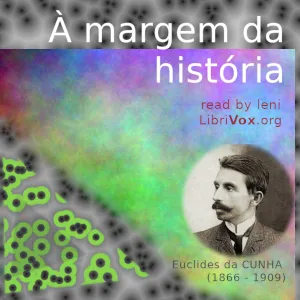 À margem da
história
read by leni
LibriVox.org
Euclides da CUNHA
(1866 - 1909)